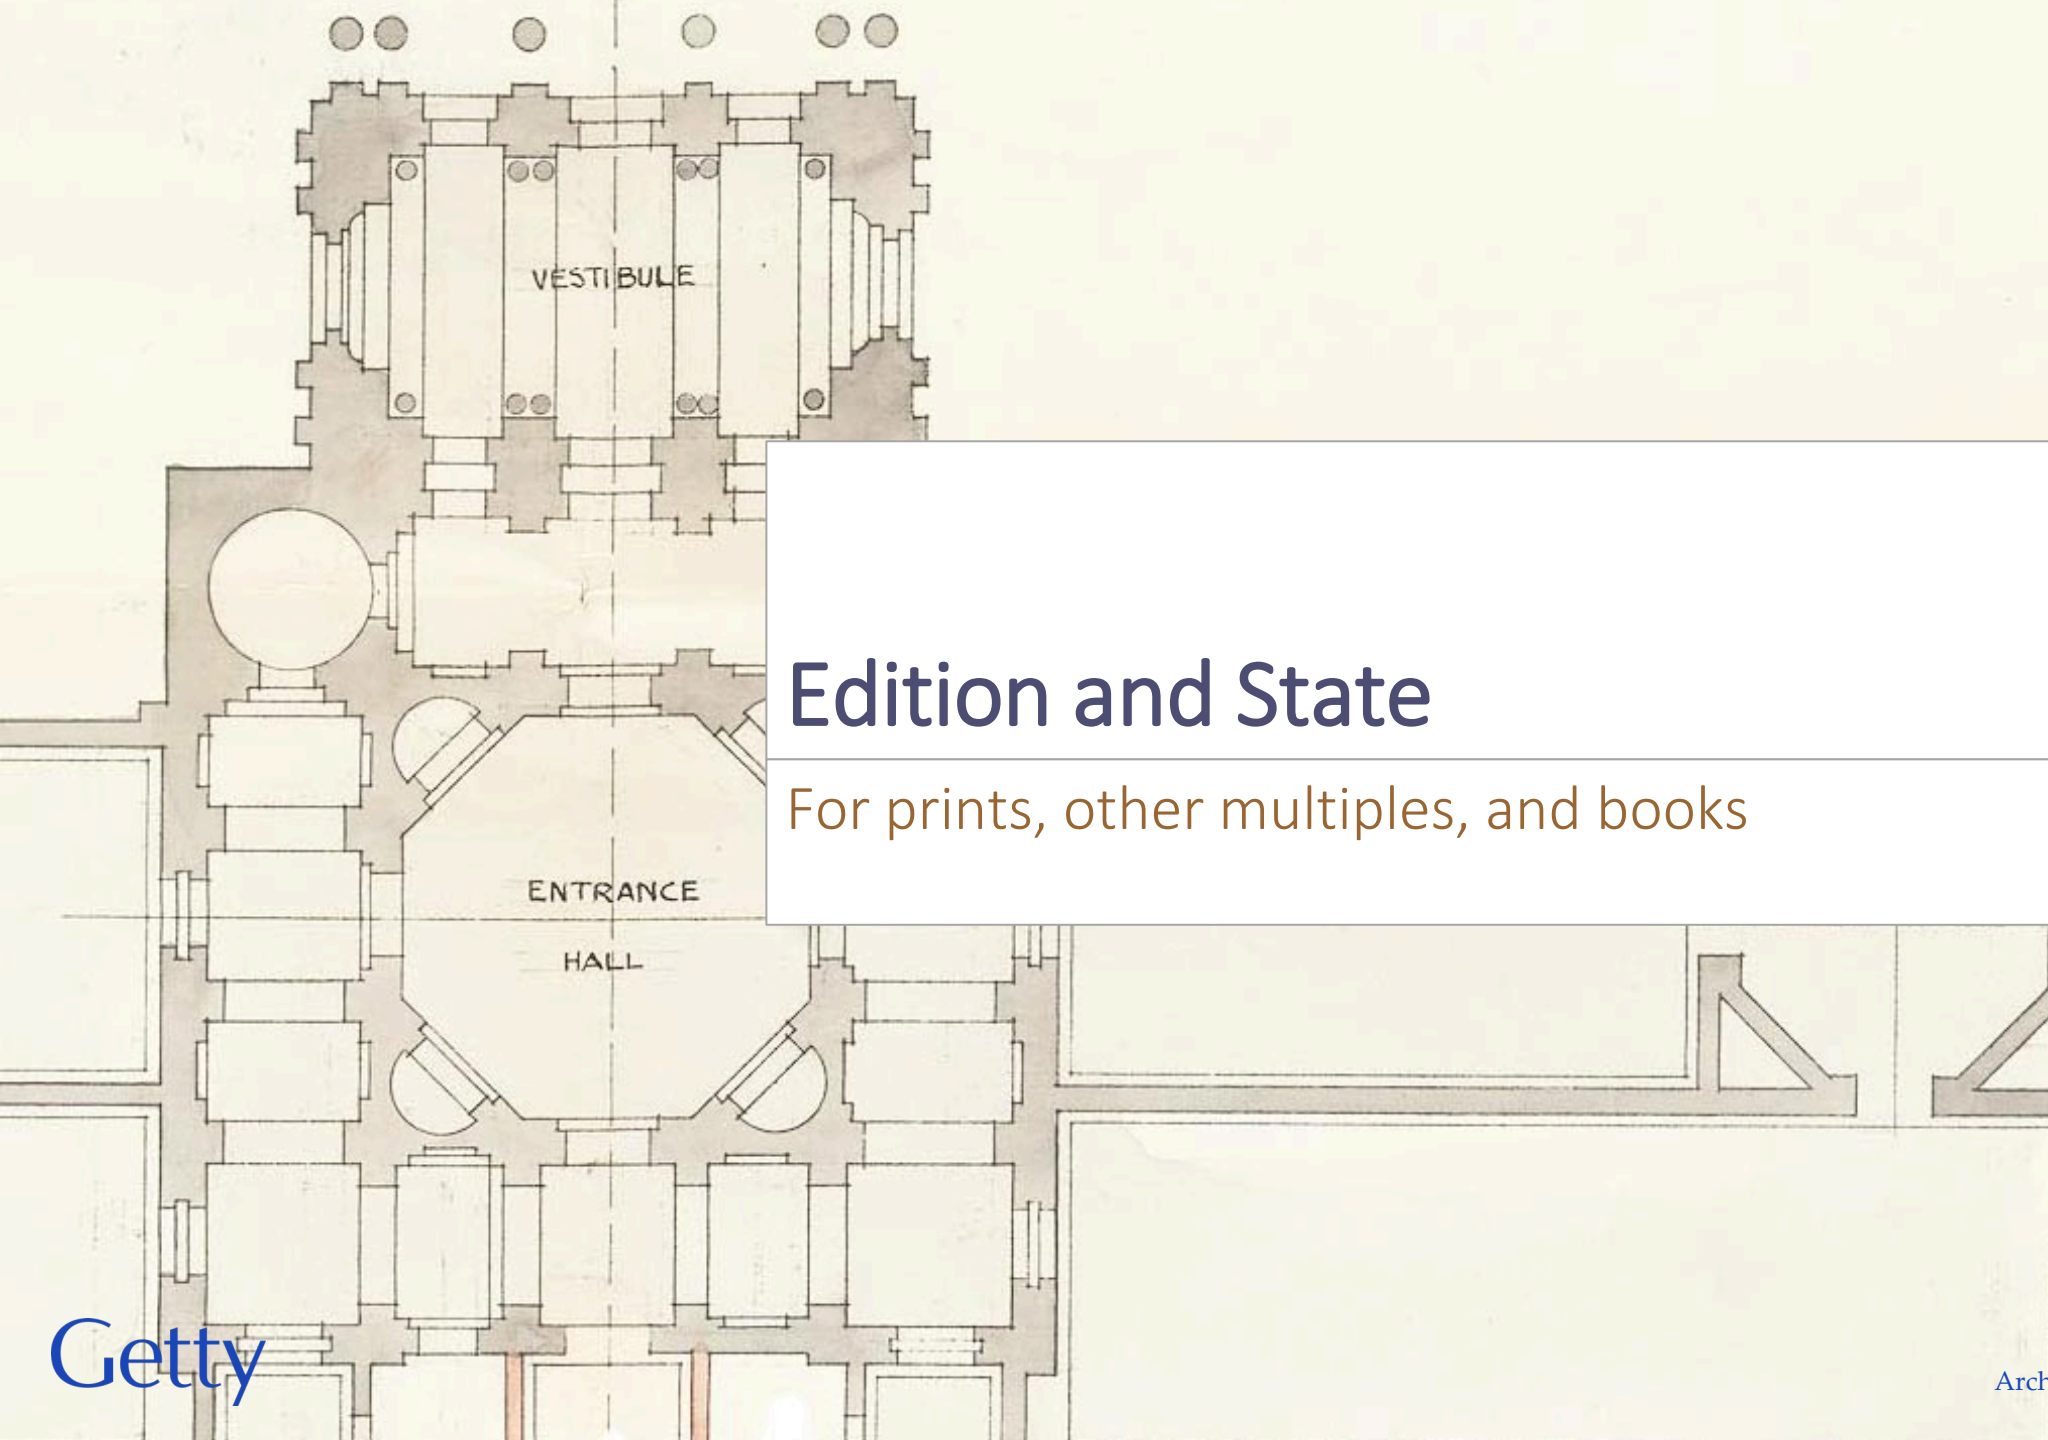 VESTIBULE
Edition and State
For prints, other multiples, and books
ENTRANCE
HALL
Getty